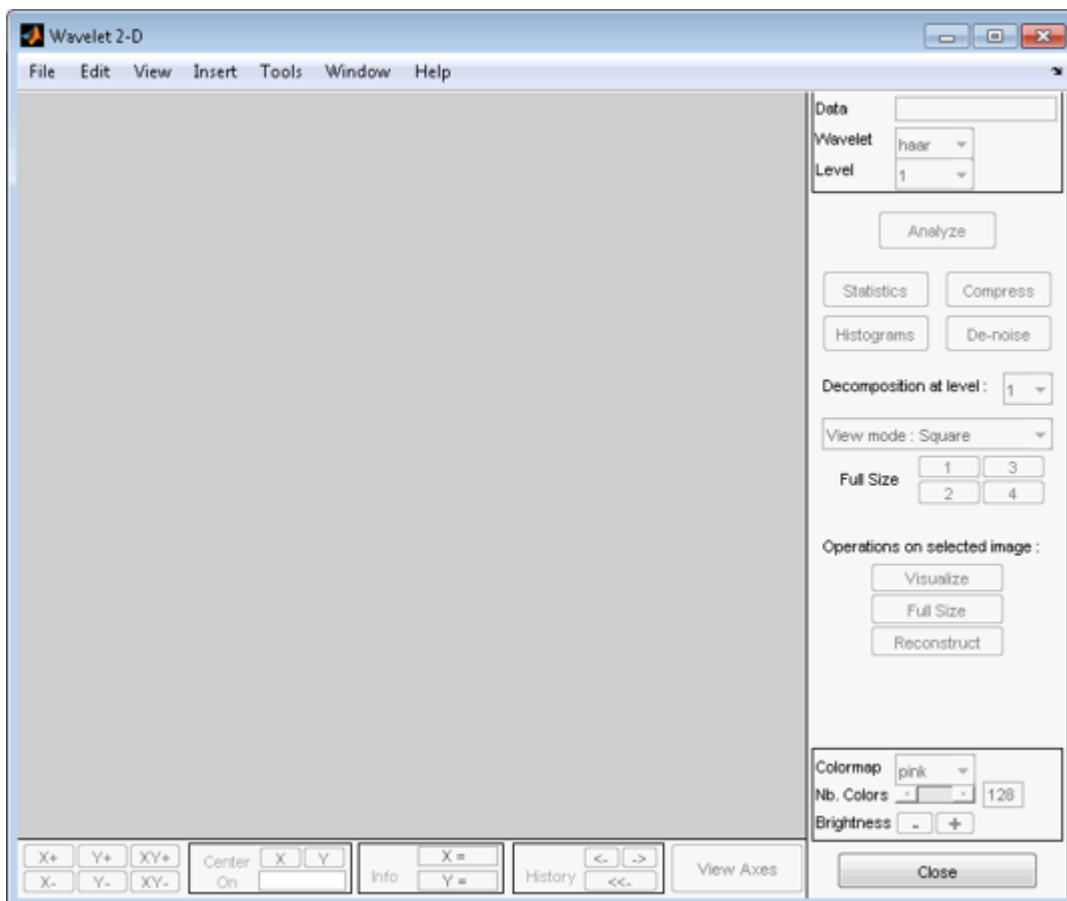 Wavelet 2-D
File Edit View Insert Tools Window Help
Data
Wavelet haar
Level 1
Analyze
Statistics Compress
Histograms De-noise
Decomposition at level : 1
View mode : Square
Full Size 1 3
2 4
Operations on selected image :
Visualize
Full Size
Reconstruct
Colormap pink
Nb. Colors 128
Brightness - +
X+ Y+ XY+ Center X Y X = <- -> View Axes Close
X- Y- XY- On Info Y = History <<-